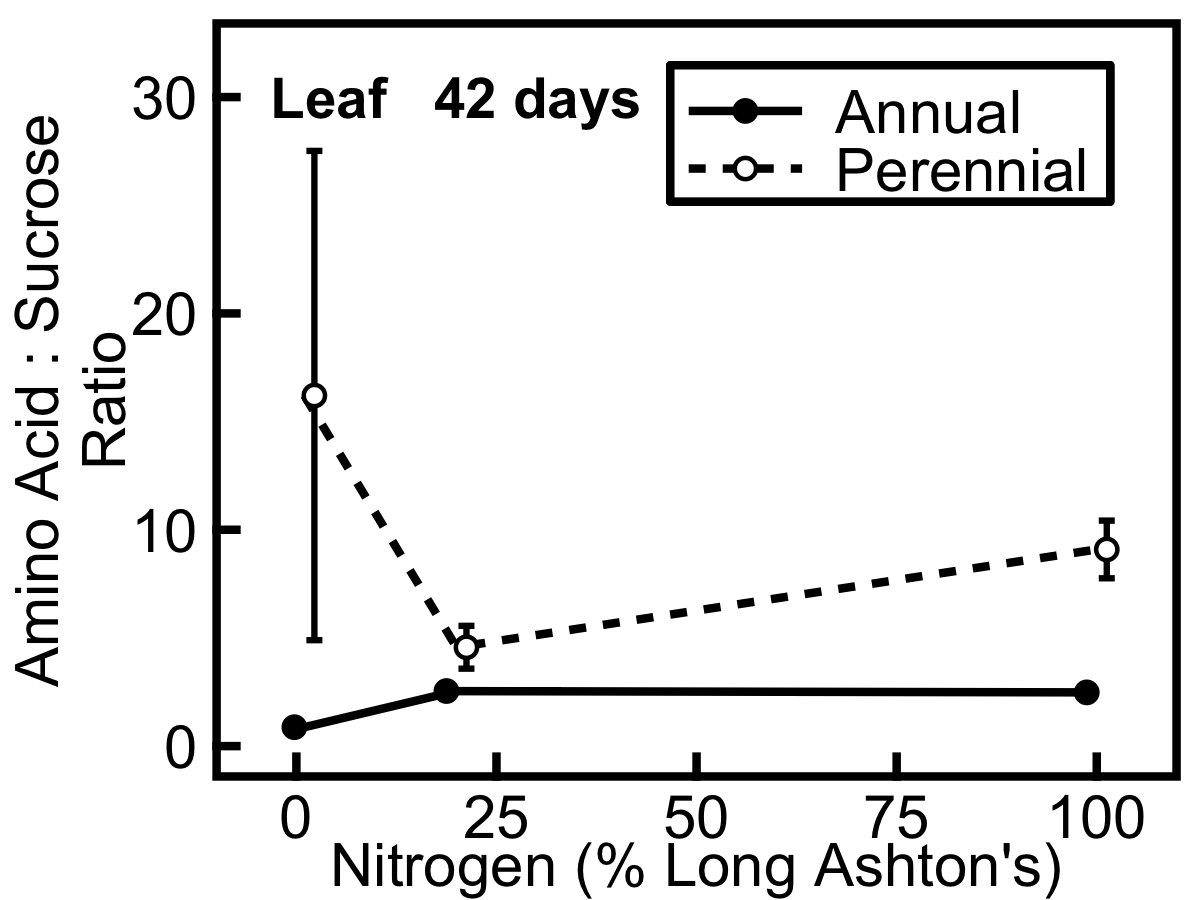 Leaf 42 days
Annual
Perennial
30
20
10
0
Amino Acid : Sucrose
Ratio
0 25 50 75 100
Nitrogen (% Long Ashton's)